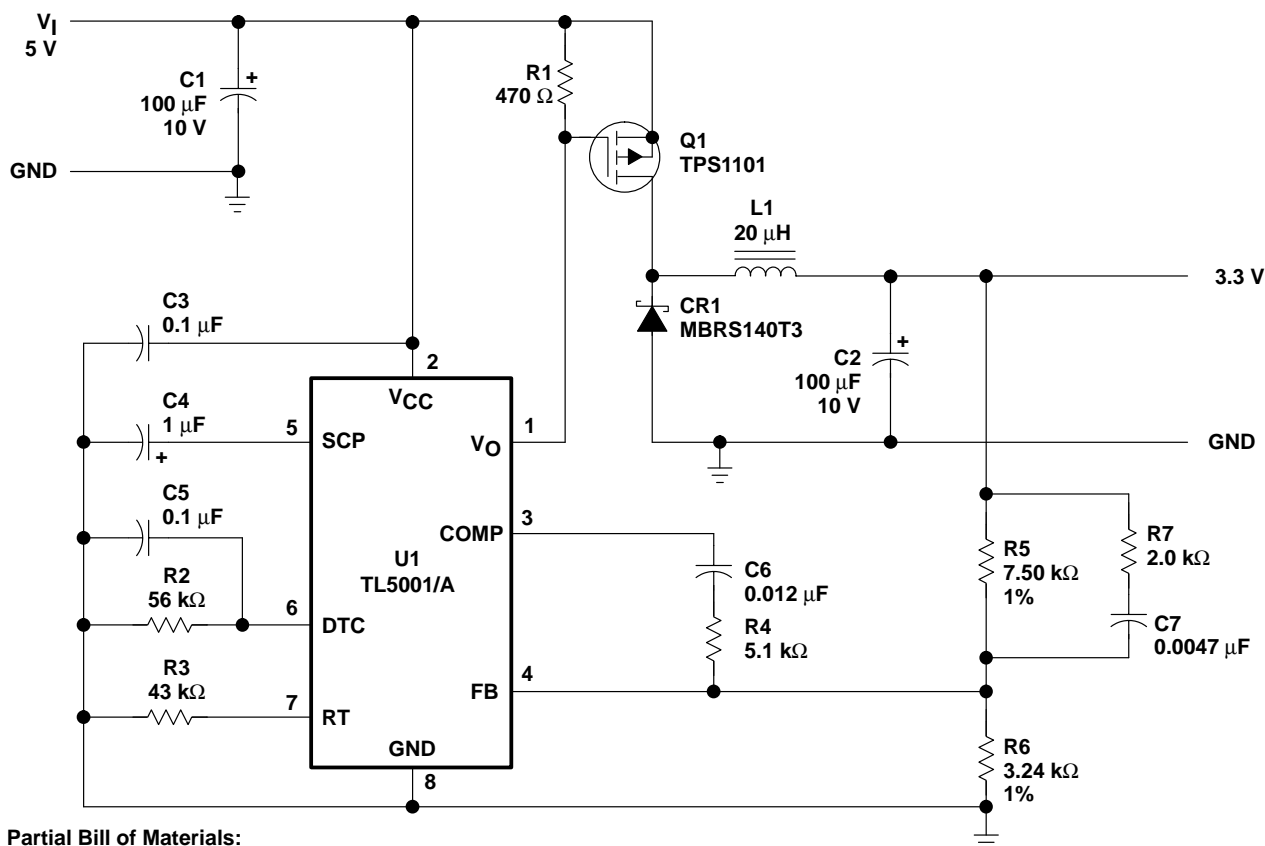 VI
5 V
C1
100 μF
10 V
+
GND
R1
470 Ω
Q1
TPS1101
L1
20 μH
3.3 V
CR1
MBRS140T3
C2
100 μF
10 V
+
GND
C3
0.1 μF
2
VCC
C4
1 μF
+
5
SCP
1
VO
C5
0.1 μF
3
COMP
U1
TL5001/A
R2
56 kΩ
6
DTC
C6
0.012 μF
R4
5.1 kΩ
R5
7.50 kΩ
1%
R7
2.0 kΩ
C7
0.0047 μF
R3
43 kΩ
7
RT
4
FB
GND
8
R6
3.24 kΩ
1%
Partial Bill of Materials: